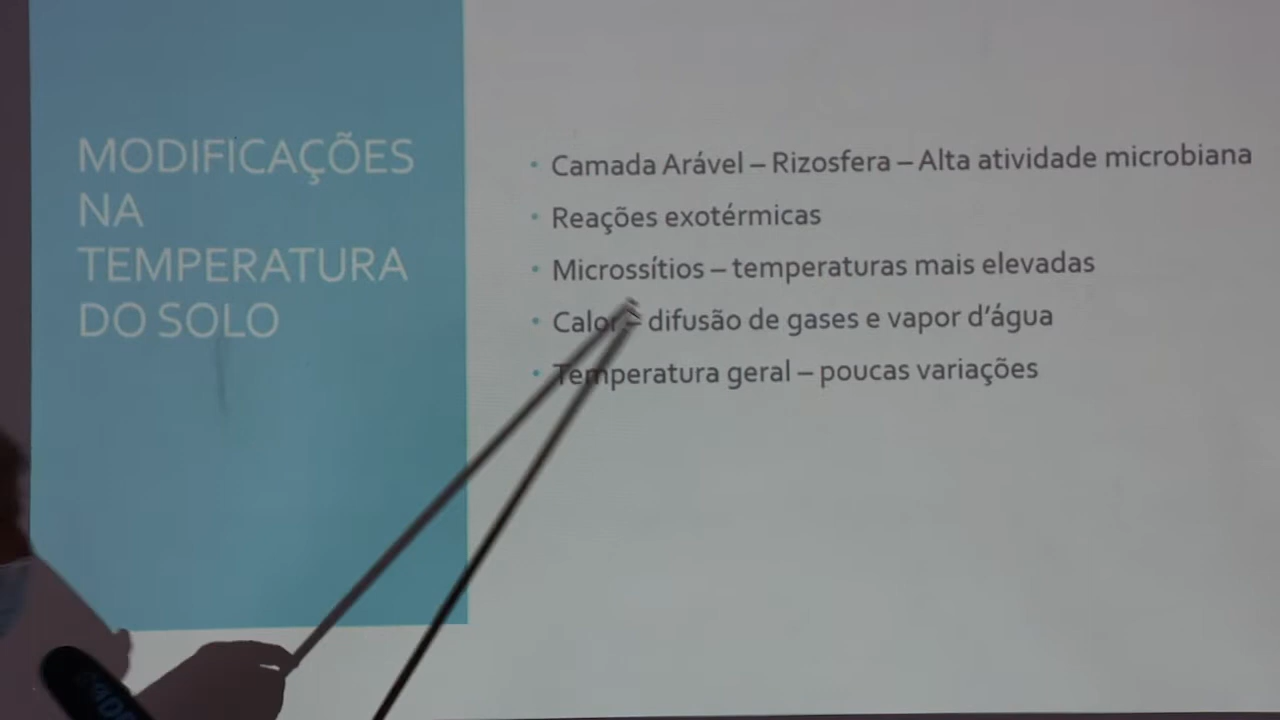 MODIFICAÇÕES
NA
TEMPERATURA
DO SOLO
• Camada Arável – Rizosfera – Alta atividade microbiana
• Reações exotérmicas
• Microssítios – temperaturas mais elevadas
• Calor – difusão de gases e vapor d'água
• Temperatura geral – poucas variações